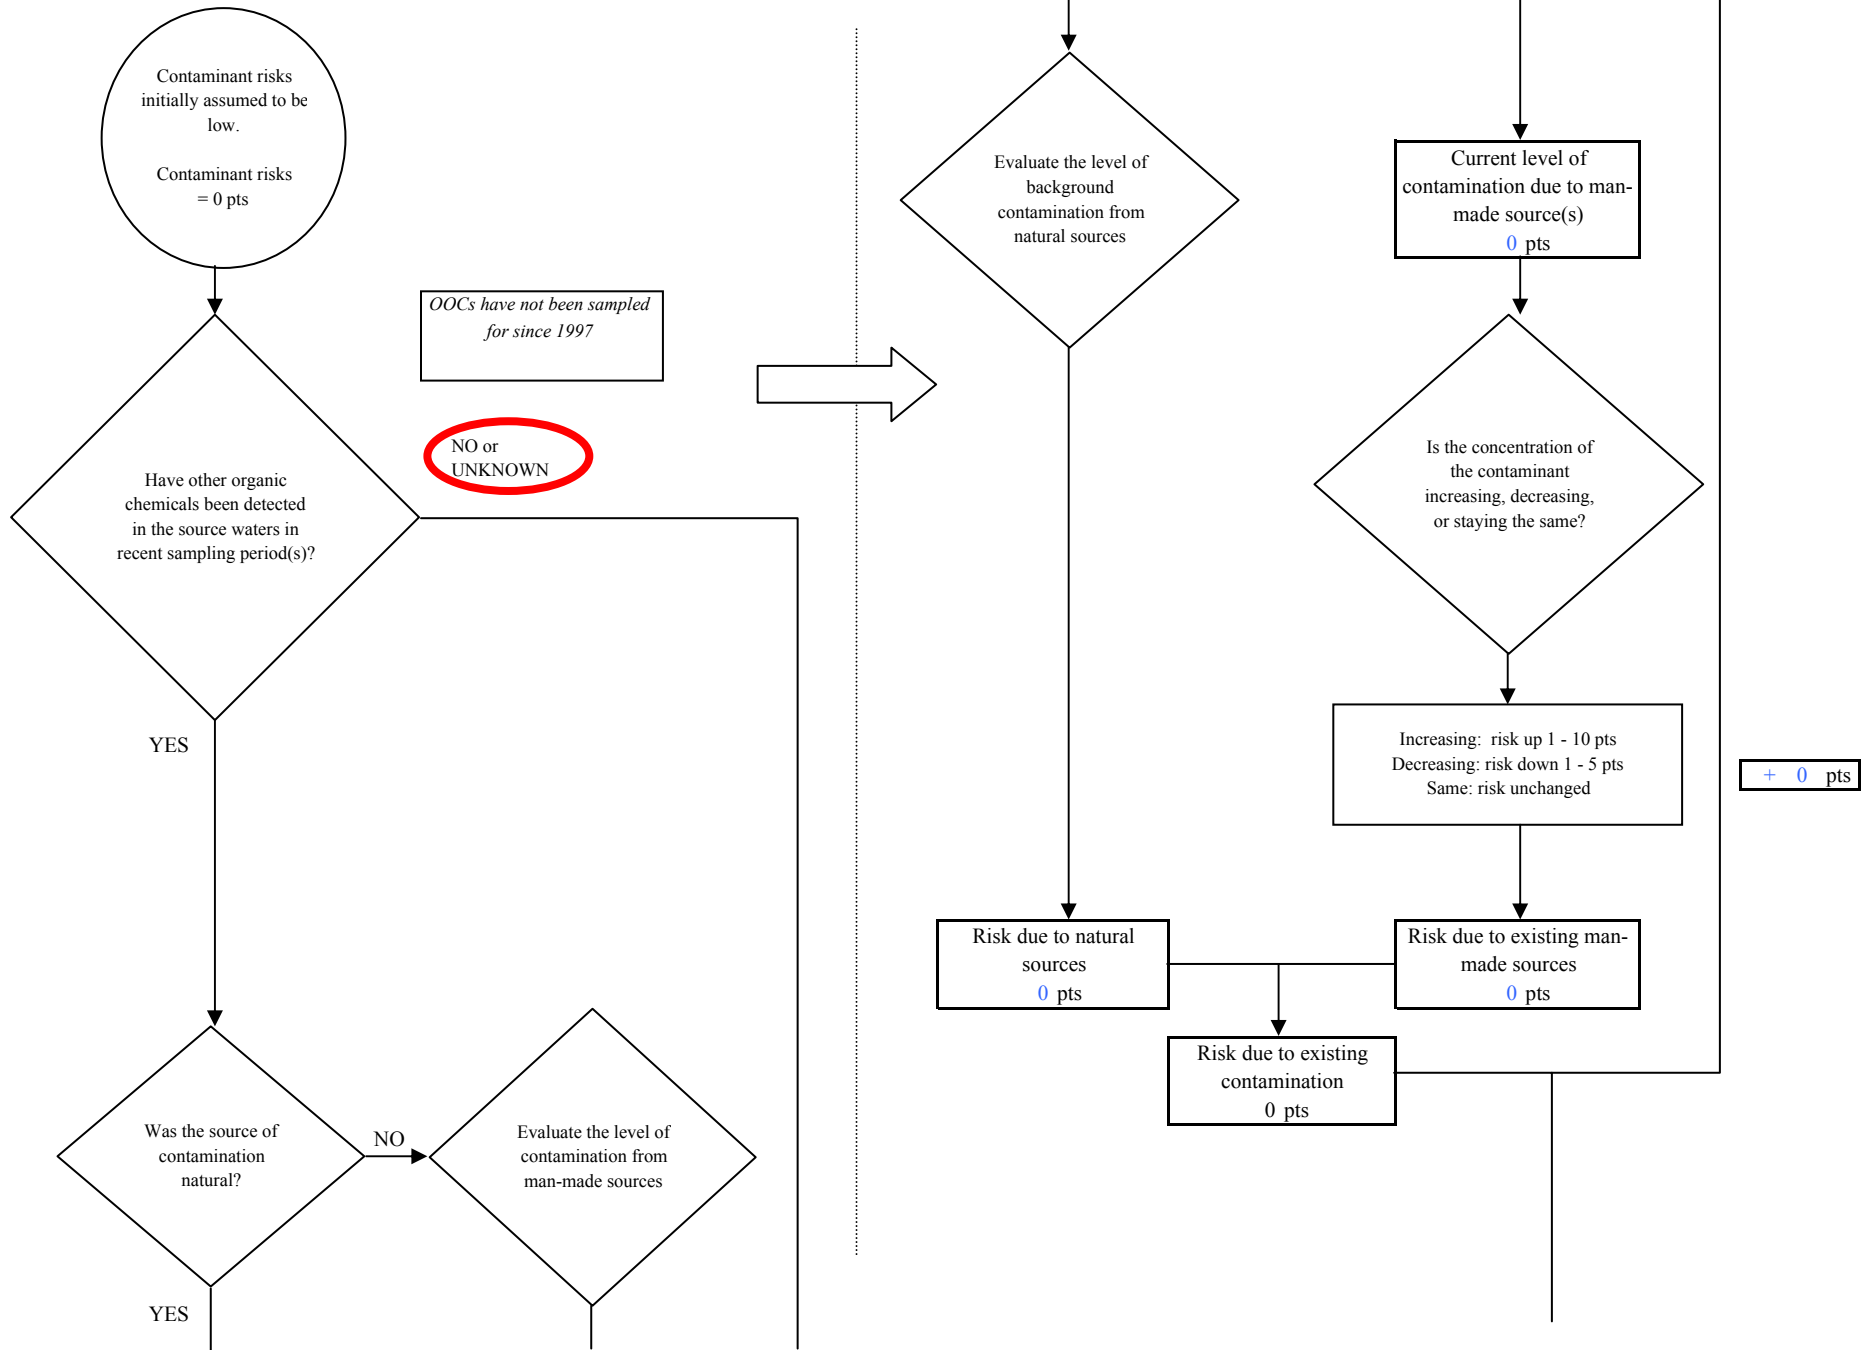 Contaminant risks
initially assumed to be
low.
Contaminant risks
= 0 pts
OOCs have not been sampled
for since 1997
NO or
UNKNOWN
Have other organic
chemicals been detected
in the source waters in
recent sampling period(s)?
YES
Was the source of
contamination
natural?
NO
Evaluate the level of
contamination from
man-made sources
YES
Evaluate the level of
background
contamination from
natural sources
Current level of
contamination due to man-
made source(s)
0 pts
Is the concentration of
the contaminant
increasing, decreasing,
or staying the same?
Increasing: risk up 1 - 10 pts
Decreasing: risk down 1 - 5 pts
Same: risk unchanged
+ 0 pts
Risk due to natural
sources
0 pts
Risk due to existing man-
made sources
0 pts
Risk due to existing
contamination
0 pts